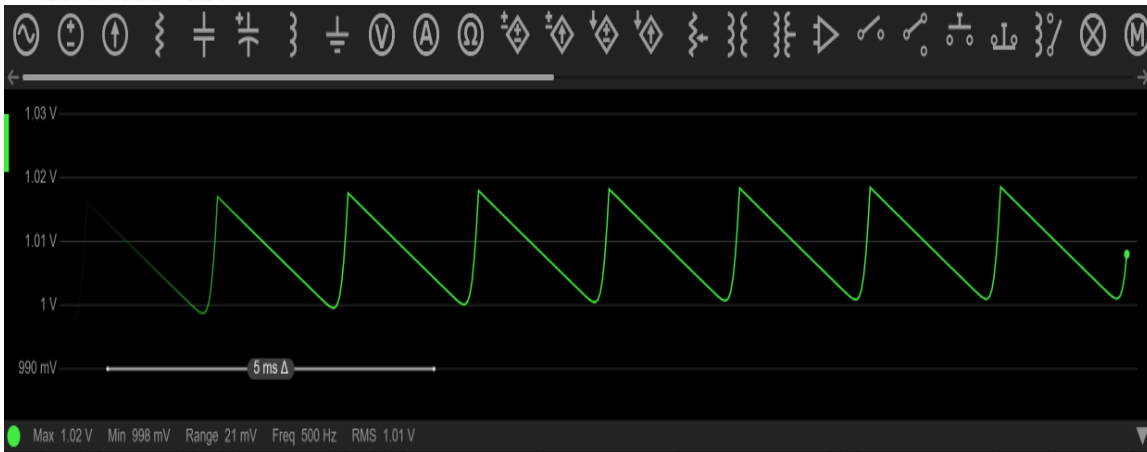 V A Ω M
1.03 V
1.02 V
1.01 V
1 V
990 mV
5 ms Δ
Max 1.02 V Min 998 mV Range 21 mV Freq 500 Hz RMS 1.01 V